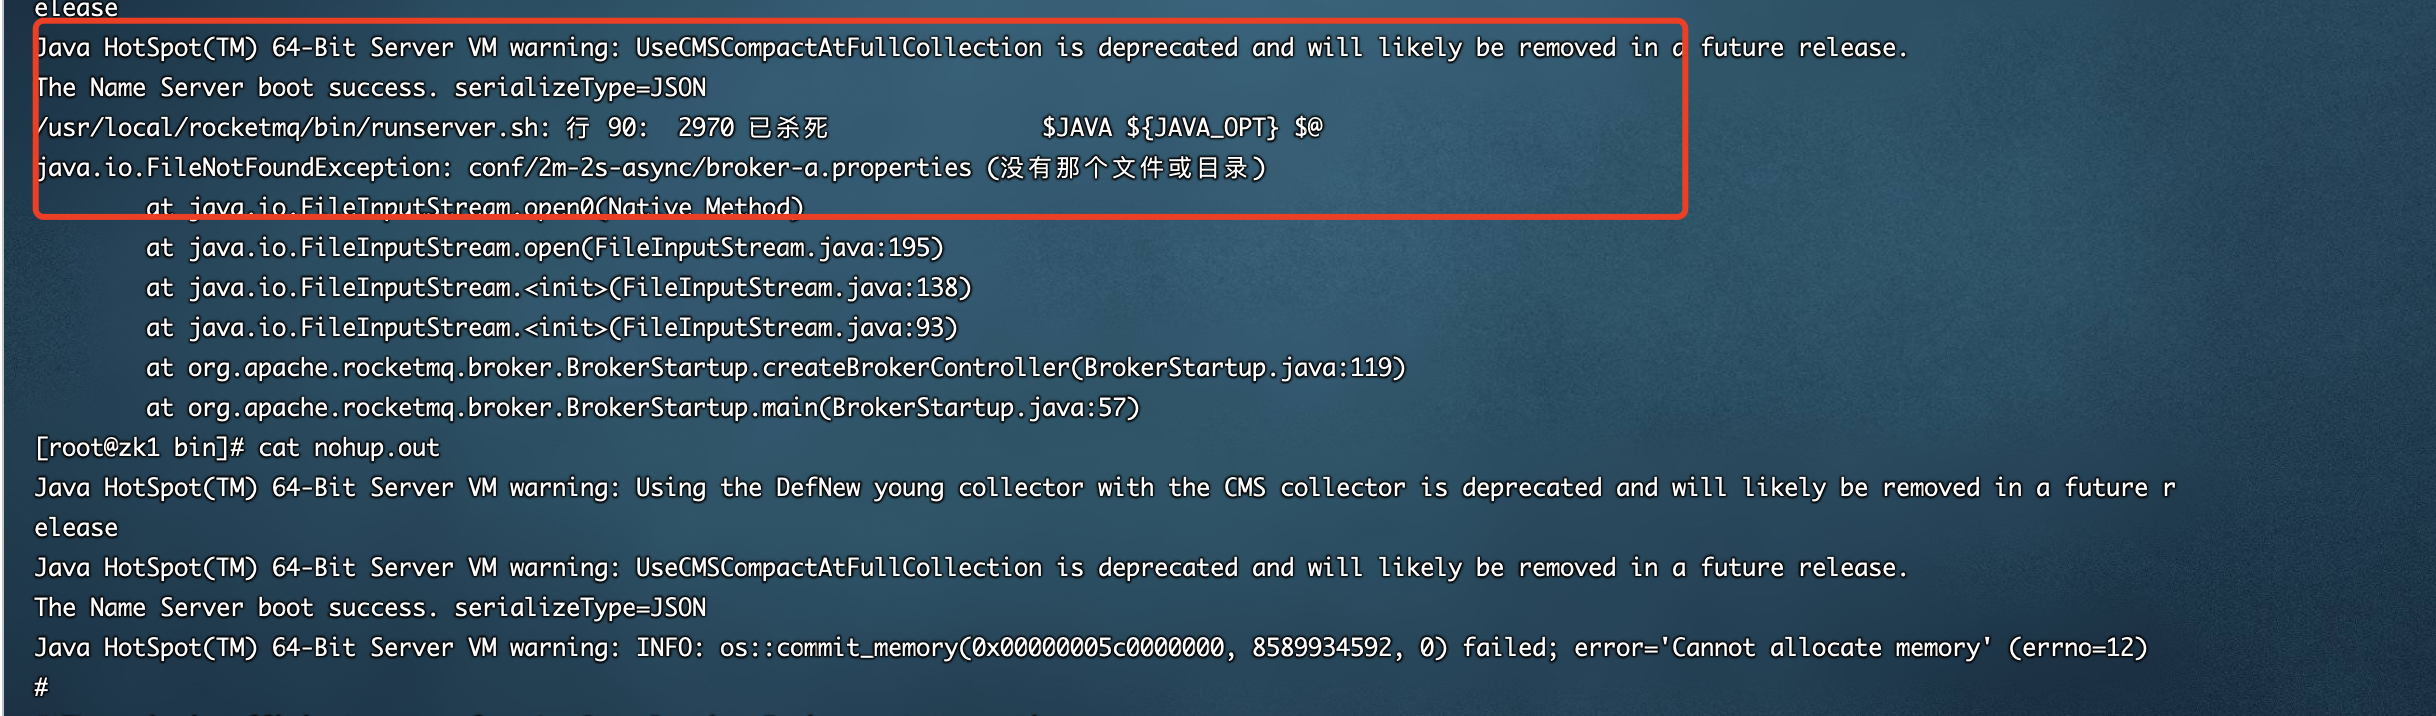 elease
Java HotSpot(TM) 64-Bit Server VM warning: UseCMSCompactAtFullCollection is deprecated and will likely be removed in a future release.
The Name Server boot success. serializeType=JSON
/usr/local/rocketmq/bin/runserver.sh: 行 90:  2970 已杀死               $JAVA ${JAVA_OPT} $@
java.io.FileNotFoundException: conf/2m-2s-async/broker-a.properties (没有那个文件或目录)
        at java.io.FileInputStream.open0(Native Method)
        at java.io.FileInputStream.open(FileInputStream.java:195)
        at java.io.FileInputStream.<init>(FileInputStream.java:138)
        at java.io.FileInputStream.<init>(FileInputStream.java:93)
        at org.apache.rocketmq.broker.BrokerStartup.createBrokerController(BrokerStartup.java:119)
        at org.apache.rocketmq.broker.BrokerStartup.main(BrokerStartup.java:57)
[root@zk1 bin]# cat nohup.out
Java HotSpot(TM) 64-Bit Server VM warning: Using the DefNew young collector with the CMS collector is deprecated and will likely be removed in a future r
elease
Java HotSpot(TM) 64-Bit Server VM warning: UseCMSCompactAtFullCollection is deprecated and will likely be removed in a future release.
The Name Server boot success. serializeType=JSON
Java HotSpot(TM) 64-Bit Server VM warning: INFO: os::commit_memory(0x00000005c0000000, 8589934592, 0) failed; error='Cannot allocate memory' (errno=12)
#